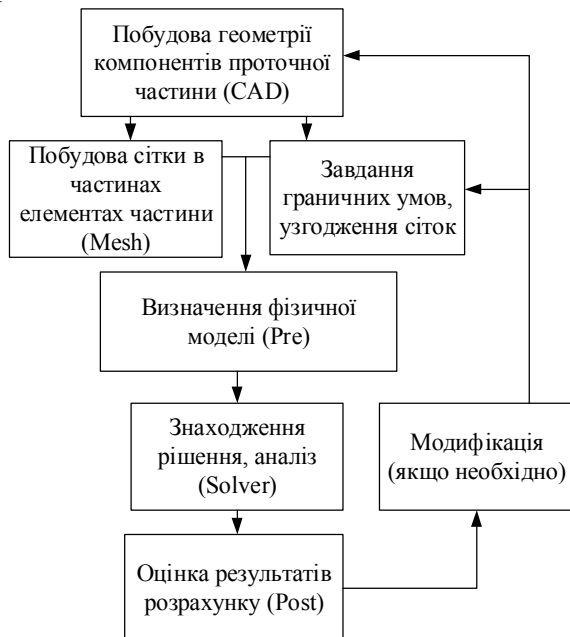 Побудова геометрії
компонентів проточної
частини (CAD)
Побудова сітки в
частинах
елементах частини
(Mesh)
Завдання
граничних умов,
узгодження сіток
Визначення фізичної
моделі (Pre)
Знаходження
рішення, аналіз
(Solver)
Модифікація
(якщо необхідно)
Оцінка результатів
розрахунку (Post)